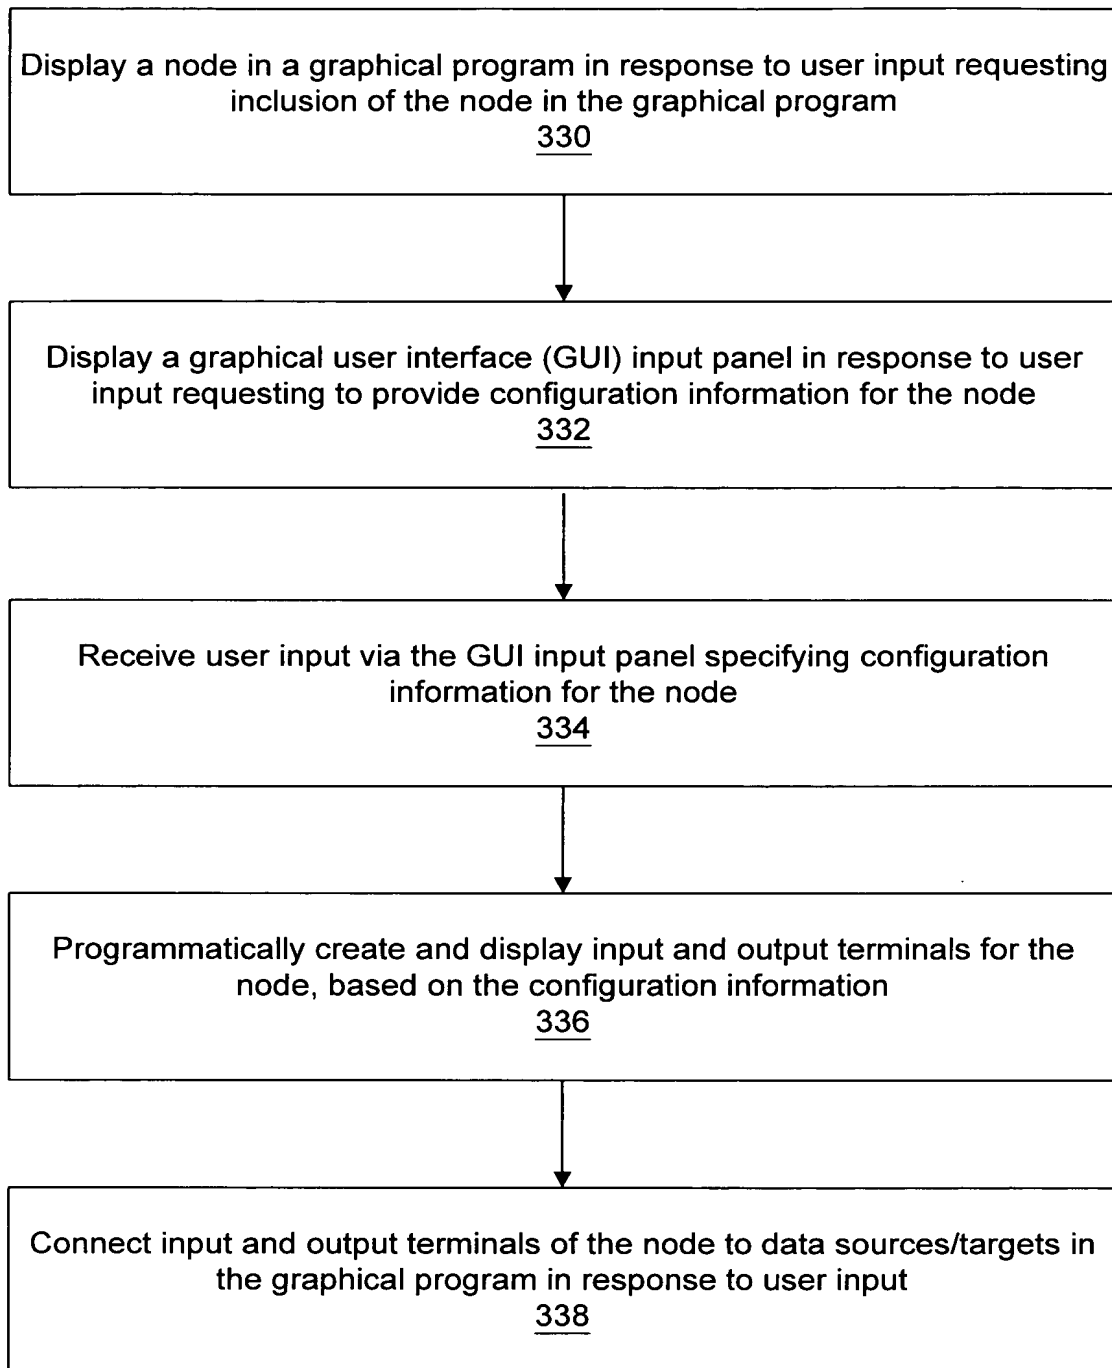 Display a node in a graphical program in response to user input requesting
inclusion of the node in the graphical program
330
Display a graphical user interface (GUI) input panel in response to user
input requesting to provide configuration information for the node
332
Receive user input via the GUI input panel specifying configuration
information for the node
334
Programmatically create and display input and output terminals for the
node, based on the configuration information
336
Connect input and output terminals of the node to data sources/targets in
the graphical program in response to user input
338